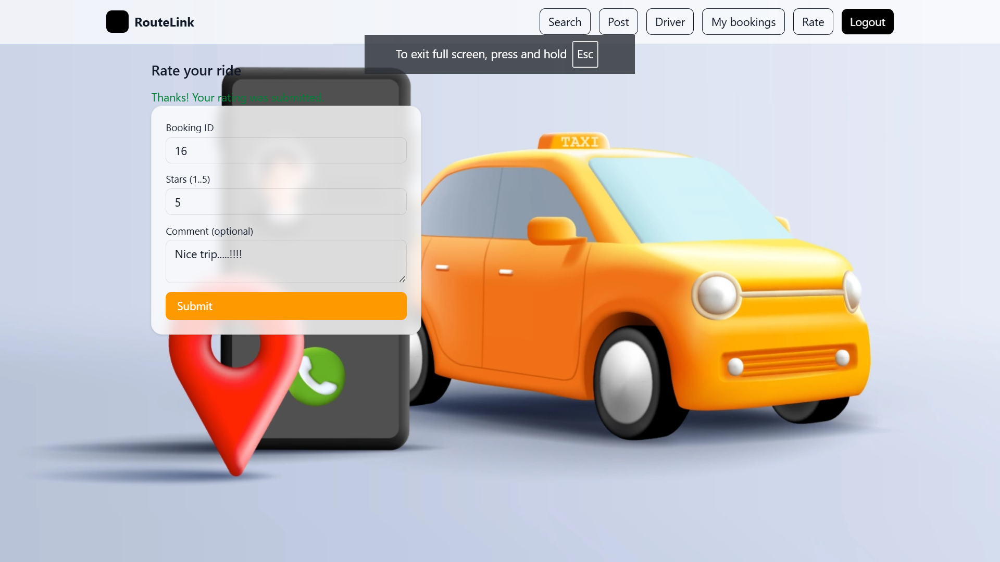 RouteLink
Search
Post
Driver
My bookings
Rate
Logout
To exit full screen, press and hold Esc
Rate your ride
Thanks! Your rating was submitted.
Booking ID
16
Stars (1..5)
5
Comment (optional)
Nice trip.....!!!!
Submit
TAXI